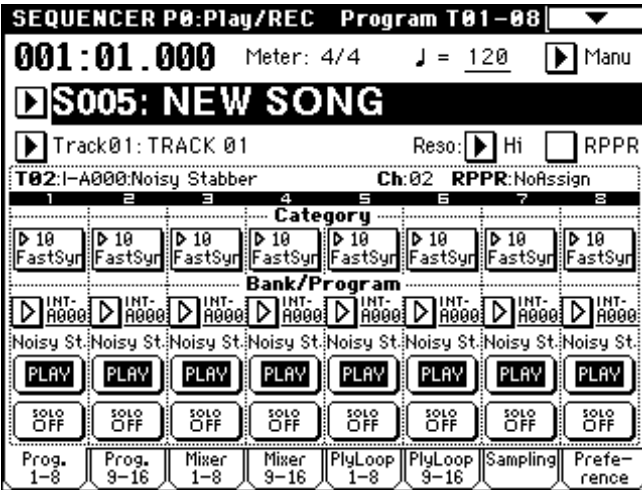 SEQUENCER P0:Play/REC Program T01-08
001:01.000 Meter: 4/4 ♩ = 120 Manu
S005: NEW SONG
Track01: TRACK 01 Reso: Hi RPPR
T02:I-A000:Noisy Stabber Ch:02 RPPR:NoAssign
1 2 3 4 5 6 7 8
Category
10 10 10 10 10 10 10 10
FastSyn FastSyn FastSyn FastSyn FastSyn FastSyn FastSyn FastSyn
Bank/Program
INT- INT- INT- INT- INT- INT- INT- INT-
A000 A000 A000 A000 A000 A000 A000 A000
Noisy St. Noisy St. Noisy St. Noisy St. Noisy St. Noisy St. Noisy St. Noisy St.
PLAY PLAY PLAY PLAY PLAY PLAY PLAY PLAY
SOLO SOLO SOLO SOLO SOLO SOLO SOLO SOLO
OFF OFF OFF OFF OFF OFF OFF OFF
Prog. Prog. Mixer Mixer PlyLoop PlyLoop Sampling Prefe-
1-8 9-16 1-8 9-16 1-8 9-16 rence